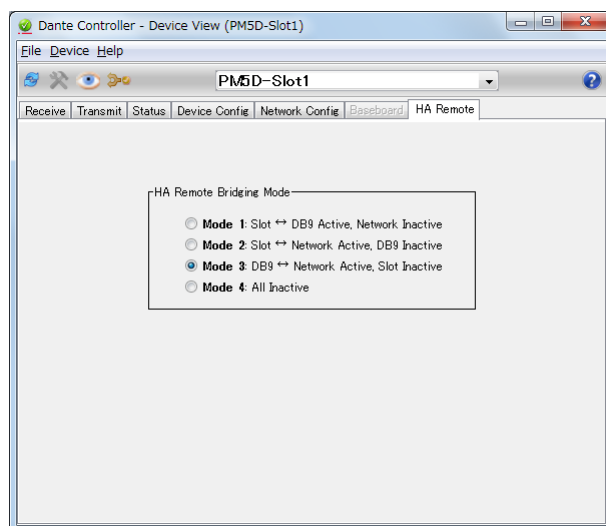 Dante Controller - Device View (PM5D-Slot1)
File Device Help
PM5D-Slot1
Receive Transmit Status Device Config Network Config Baseboard HA Remote
HA Remote Bridging Mode
Mode 1: Slot ↔ DB9 Active, Network Inactive
Mode 2: Slot ↔ Network Active, DB9 Inactive
Mode 3: DB9 ↔ Network Active, Slot Inactive
Mode 4: All Inactive